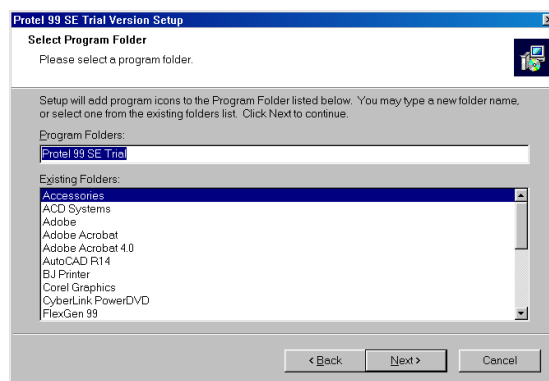 Protel 99 SE Trial Version Setup
Select Program Folder
Please select a program folder.
Setup will add program icons to the Program Folder listed below. You may type a new folder name,
or select one from the existing folders list. Click Next to continue.
Program Folders:
Protel 99 SE Trial
Existing Folders:
Accessories
ACD Systems
Adobe
Adobe Acrobat
Adobe Acrobat 4.0
AutoCAD R14
BJ Printer
Corel Graphics
CyberLink PowerDVD
FlexGen 99
< Back
Next >
Cancel